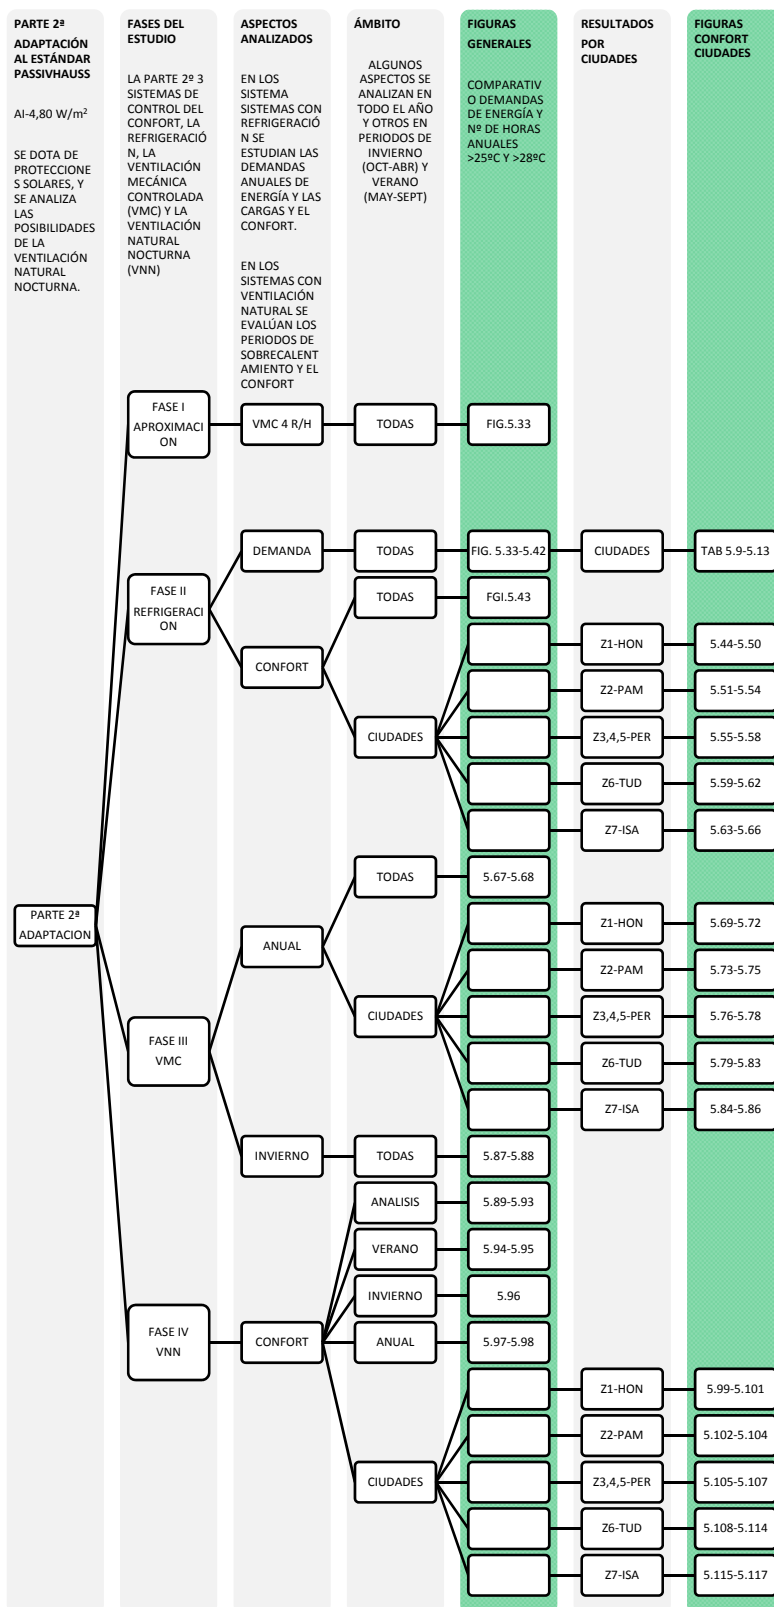 PARTE 2ª
ADAPTACIÓN
AL ESTÁNDAR
PASSIVHAUSS
AI-4,80 W/m²
SE DOTA DE
PROTECCIONE
S SOLARES, Y
SE ANALIZA
LAS
POSIBILIDADES
DE LA
VENTILACIÓN
NATURAL
NOCTURNA.
FASES DEL
ESTUDIO
LA PARTE 2º 3
SISTEMAS DE
CONTROL DEL
CONFORT, LA
REFRIGERACIÓ
N, LA
VENTILACIÓN
MECÁNICA
CONTROLADA
(VMC) Y LA
VENTILACIÓN
NATURAL
NOCTURNA
(VNN)
ASPECTOS
ANALIZADOS
EN LOS
SISTEMA
SISTEMAS CON
REFRIGERACIÓ
N SE
ESTUDIAN LAS
DEMANDAS
ANUALES DE
ENERGÍA Y LAS
CARGAS Y EL
CONFORT.
EN LOS
SISTEMAS CON
VENTILACIÓN
NATURAL SE
EVALÚAN LOS
PERIODOS DE
SOBRECALENT
AMIENTO Y EL
CONFORT
ÁMBITO
ALGUNOS
ASPECTOS SE
ANALIZAN EN
TODO EL AÑO
Y OTROS EN
PERIODOS DE
INVIERNO
(OCT-ABR) Y
VERANO
(MAY-SEPT)
FIGURAS
GENERALES
COMPARATIV
O DEMANDAS
DE ENERGÍA Y
Nº DE HORAS
ANUALES
>25ºC Y >28ºC
RESULTADOS
POR
CIUDADES
FIGURAS
CONFORT
CIUDADES
FASE I
APROXIMACI
ON
VMC 4 R/H
TODAS
FIG.5.33
DEMANDA
TODAS
FIG. 5.33-5.42
CIUDADES
TAB 5.9-5.13
FASE II
REFRIGERACI
ON
TODAS
FGI.5.43
CONFORT
Z1-HON
5.44-5.50
Z2-PAM
5.51-5.54
CIUDADES
Z3,4,5-PER
5.55-5.58
Z6-TUD
5.59-5.62
Z7-ISA
5.63-5.66
TODAS
5.67-5.68
PARTE 2ª
ADAPTACION
ANUAL
Z1-HON
5.69-5.72
Z2-PAM
5.73-5.75
CIUDADES
Z3,4,5-PER
5.76-5.78
FASE III
VMC
Z6-TUD
5.79-5.83
Z7-ISA
5.84-5.86
INVIERNO
TODAS
5.87-5.88
ANALISIS
5.89-5.93
VERANO
5.94-5.95
INVIERNO
5.96
FASE IV
VNN
CONFORT
ANUAL
5.97-5.98
Z1-HON
5.99-5.101
Z2-PAM
5.102-5.104
CIUDADES
Z3,4,5-PER
5.105-5.107
Z6-TUD
5.108-5.114
Z7-ISA
5.115-5.117